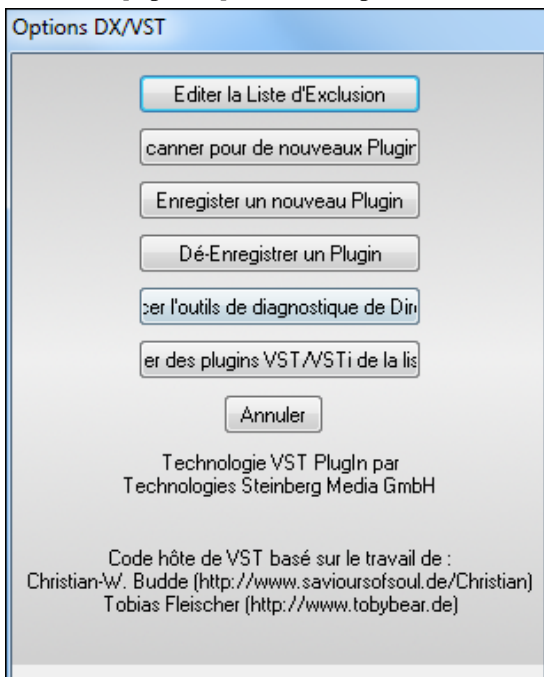 Options DX/VST
Editer la Liste d'Exclusion
canner pour de nouveaux Plugin
Enregister un nouveau Plugin
Dé-Enregistrer un Plugin
cer l'outils de diagnostique de Dire
er des plugins VST/VSTi de la lis
Annuler
Technologie VST PlugIn par
Technologies Steinberg Media GmbH
Code hôte de VST basé sur le travail de :
Christian-W. Budde (http://www.savioursofsoul.de/Christian)
Tobias Fleischer (http://www.tobybear.de)